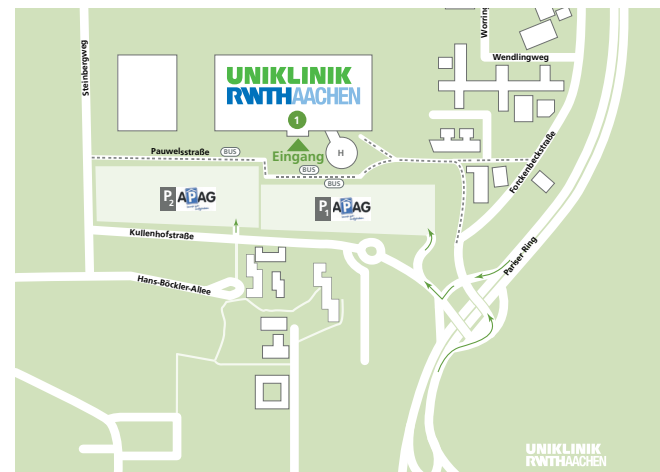 Steinbergweg
Worring
Wendlingweg
UNIKLINIK
RWTHAACHEN
1
Eingang
H
Pauwelsstraße
BUS
BUS
BUS
Forckenbeckstraße
P2
APAG
P1
APAG
Kullenhofstraße
Pariser Ring
Hans-Böckler-Allee
UNIKLINIK
RWTHAACHEN